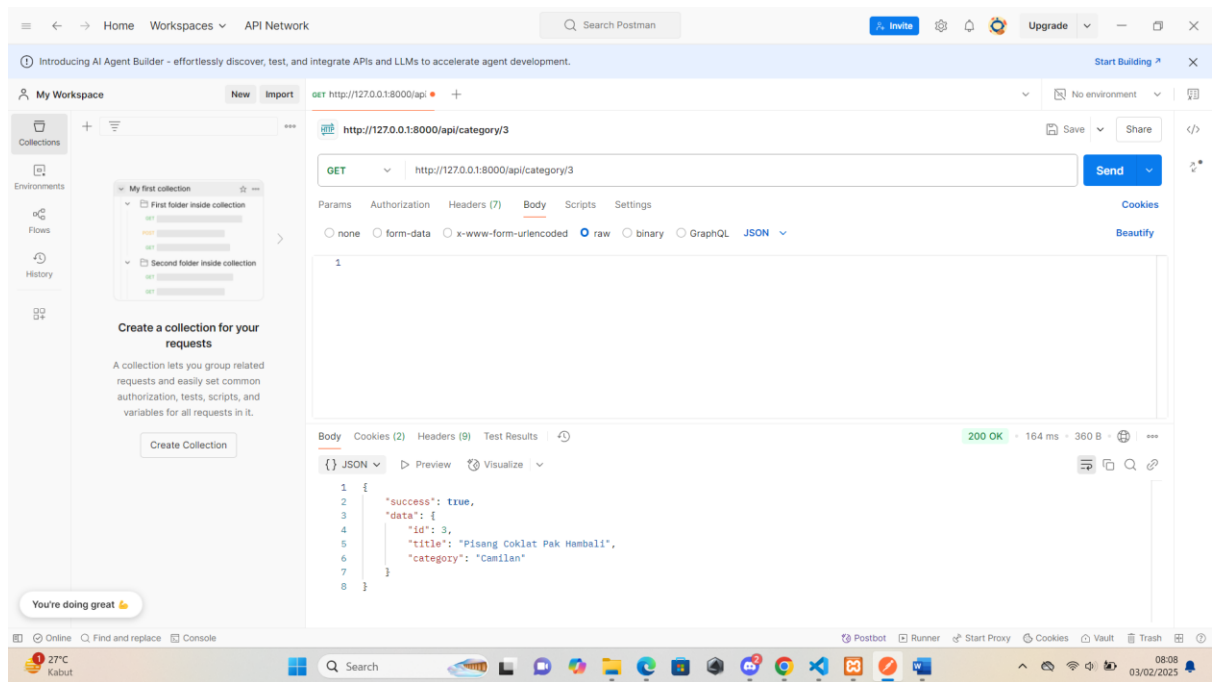 Home Workspaces API Network Search Postman Invite Upgrade
Introducing AI Agent Builder - effortlessly discover, test, and integrate APIs and LLMs to accelerate agent development. Start Building
My Workspace New Import GET http://127.0.0.1:8000/api No environment
Collections
Environments
Flows
History
My first collection
First folder inside collection
GET
POST
GET
Second folder inside collection
GET
GET
Create a collection for your
requests
A collection lets you group related
requests and easily set common
authorization, tests, scripts, and
variables for all requests in it.
Create Collection
You're doing great
HTTP http://127.0.0.1:8000/api/category/3 Save Share
GET http://127.0.0.1:8000/api/category/3 Send
Params Authorization Headers (7) Body Scripts Settings Cookies
none form-data x-www-form-urlencoded raw binary GraphQL JSON Beautify
1
Body Cookies (2) Headers (9) Test Results 200 OK 164 ms 360 B
{} JSON Preview Visualize
1 {
2 "success": true,
3 "data": {
4 "id": 3,
5 "title": "Pisang Coklat Pak Hambali",
6 "category": "Camilan"
7 }
8 }
Online Find and replace Console Postbot Runner Start Proxy Cookies Vault Trash
1 27°C
Kabut
Search
2
08:08
03/02/2025